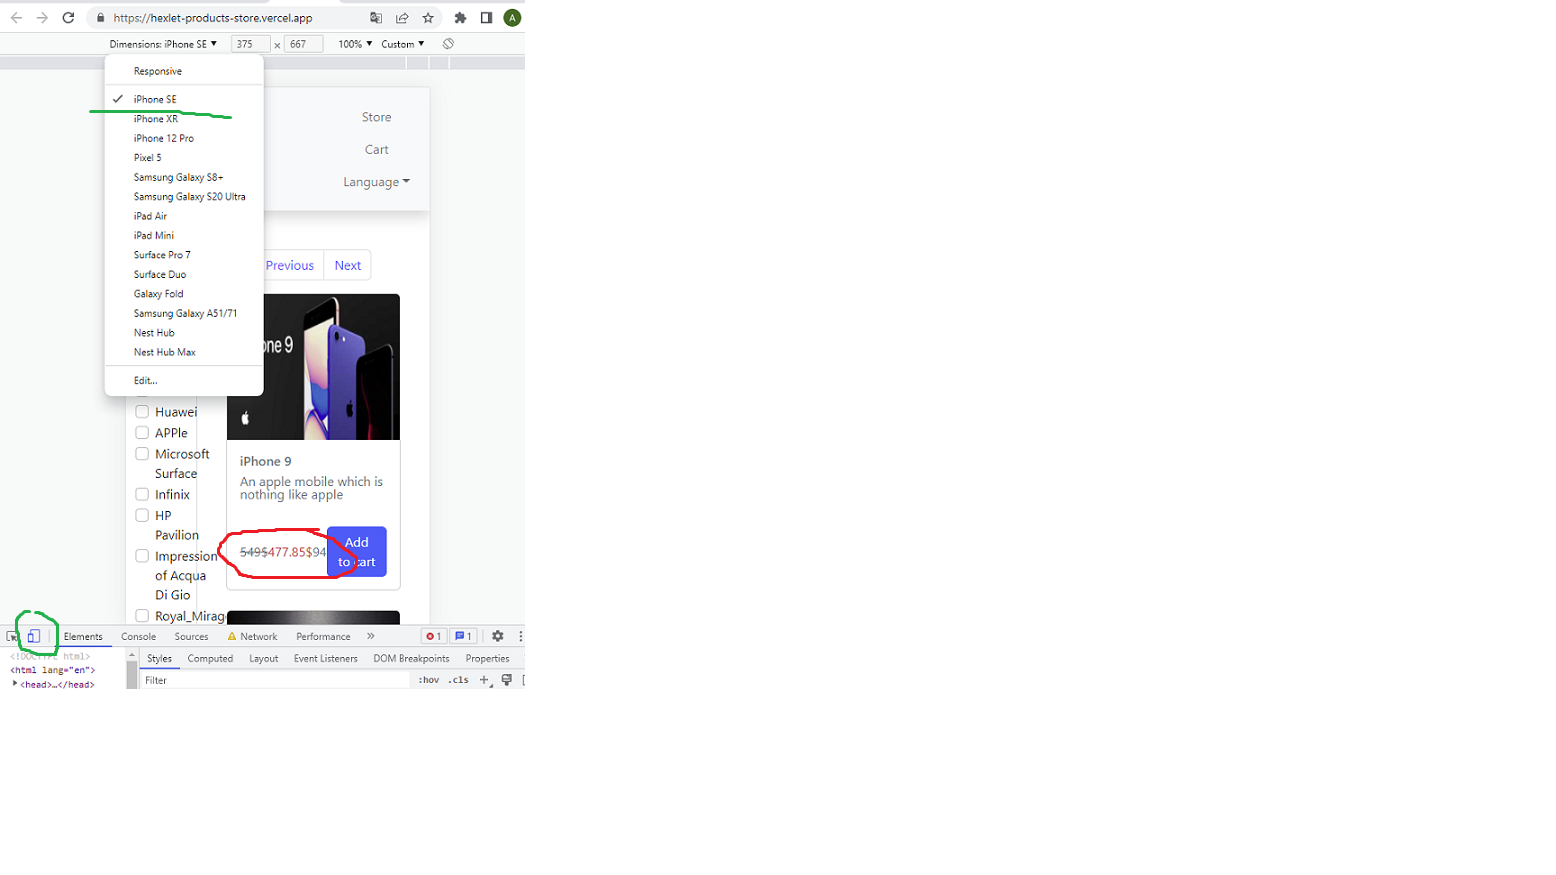 https://hexlet-products-store.vercel.app
A
Dimensions: iPhone SE ▼ 375 x 667 100% ▼ Custom ▼
Responsive
✓ iPhone SE
iPhone XR
iPhone 12 Pro
Pixel 5
Samsung Galaxy S8+
Samsung Galaxy S20 Ultra
iPad Air
iPad Mini
Surface Pro 7
Surface Duo
Galaxy Fold
Samsung Galaxy A51/71
Nest Hub
Nest Hub Max
Edit...
Store
Cart
Language
Previous Next
one 9
Huawei
APPle
Microsoft
Surface
Infinix
HP
Pavilion
Impression
of Acqua
Di Gio
Royal_Mirag
iPhone 9
An apple mobile which is
nothing like apple
549$477.85$94
Add
to cart
Elements Console Sources Network Performance » 1 1
<!DOCTYPE html>
<html lang="en">
<head>…</head>
Styles Computed Layout Event Listeners DOM Breakpoints Properties
Filter :hov .cls +